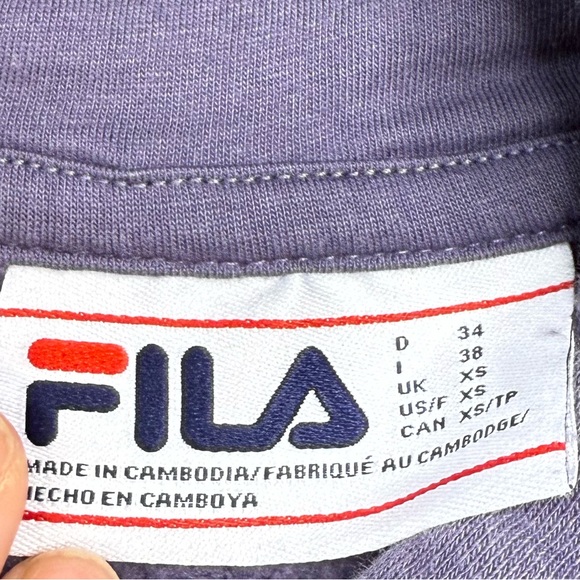 FILA
D 34
I 38
UK XS
US/F XS
CAN XS/TP
MADE IN CAMBODIA/FABRIQUÉ AU CAMBODGE/
HECHO EN CAMBOYA